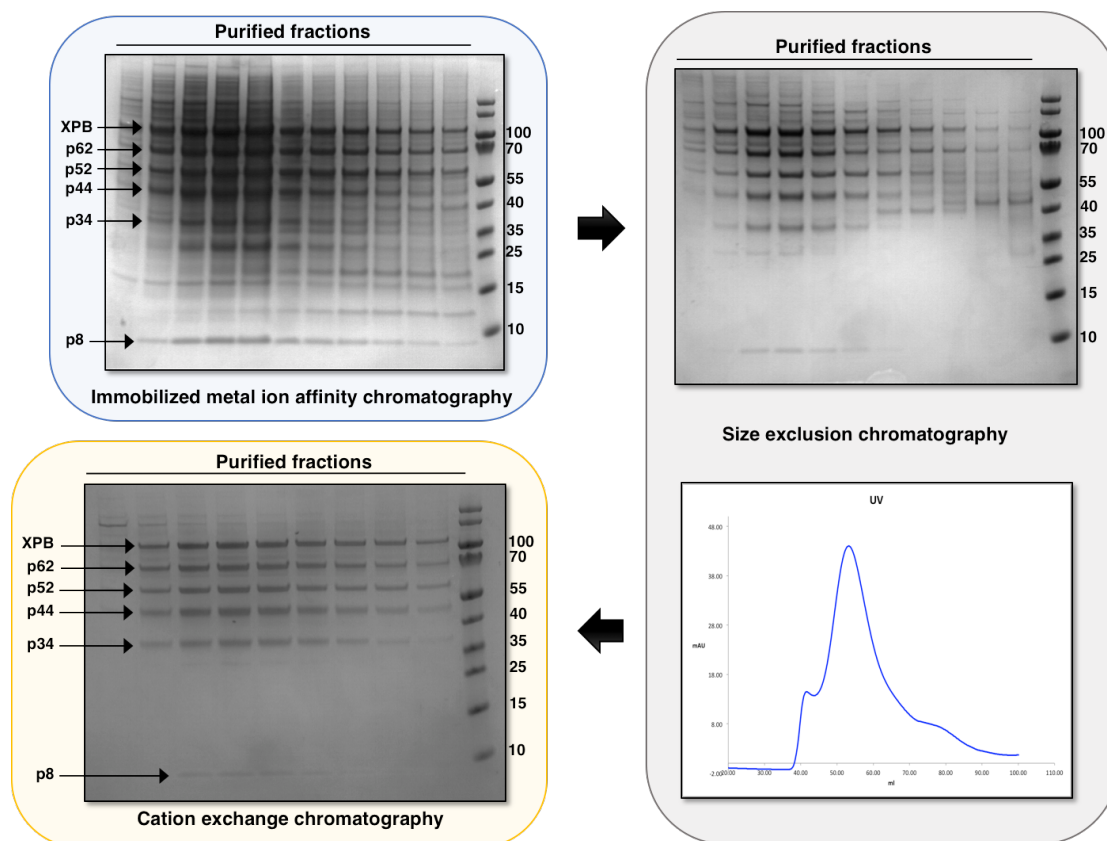 Purified fractions
XPB
p62
p52
p44
p34
p8
100
70
55
40
35
25
15
10
Immobilized metal ion affinity chromatography
Purified fractions
100
70
55
40
35
25
15
10
Size exclusion chromatography
UV
48.00
38.00
28.00
mAU
18.00
8.00
-2.00
20.00 30.00 40.00 50.00 60.00 70.00 80.00 90.00 100.00 110.00
ml
Purified fractions
XPB
p62
p52
p44
p34
p8
100
70
55
40
35
25
15
10
Cation exchange chromatography